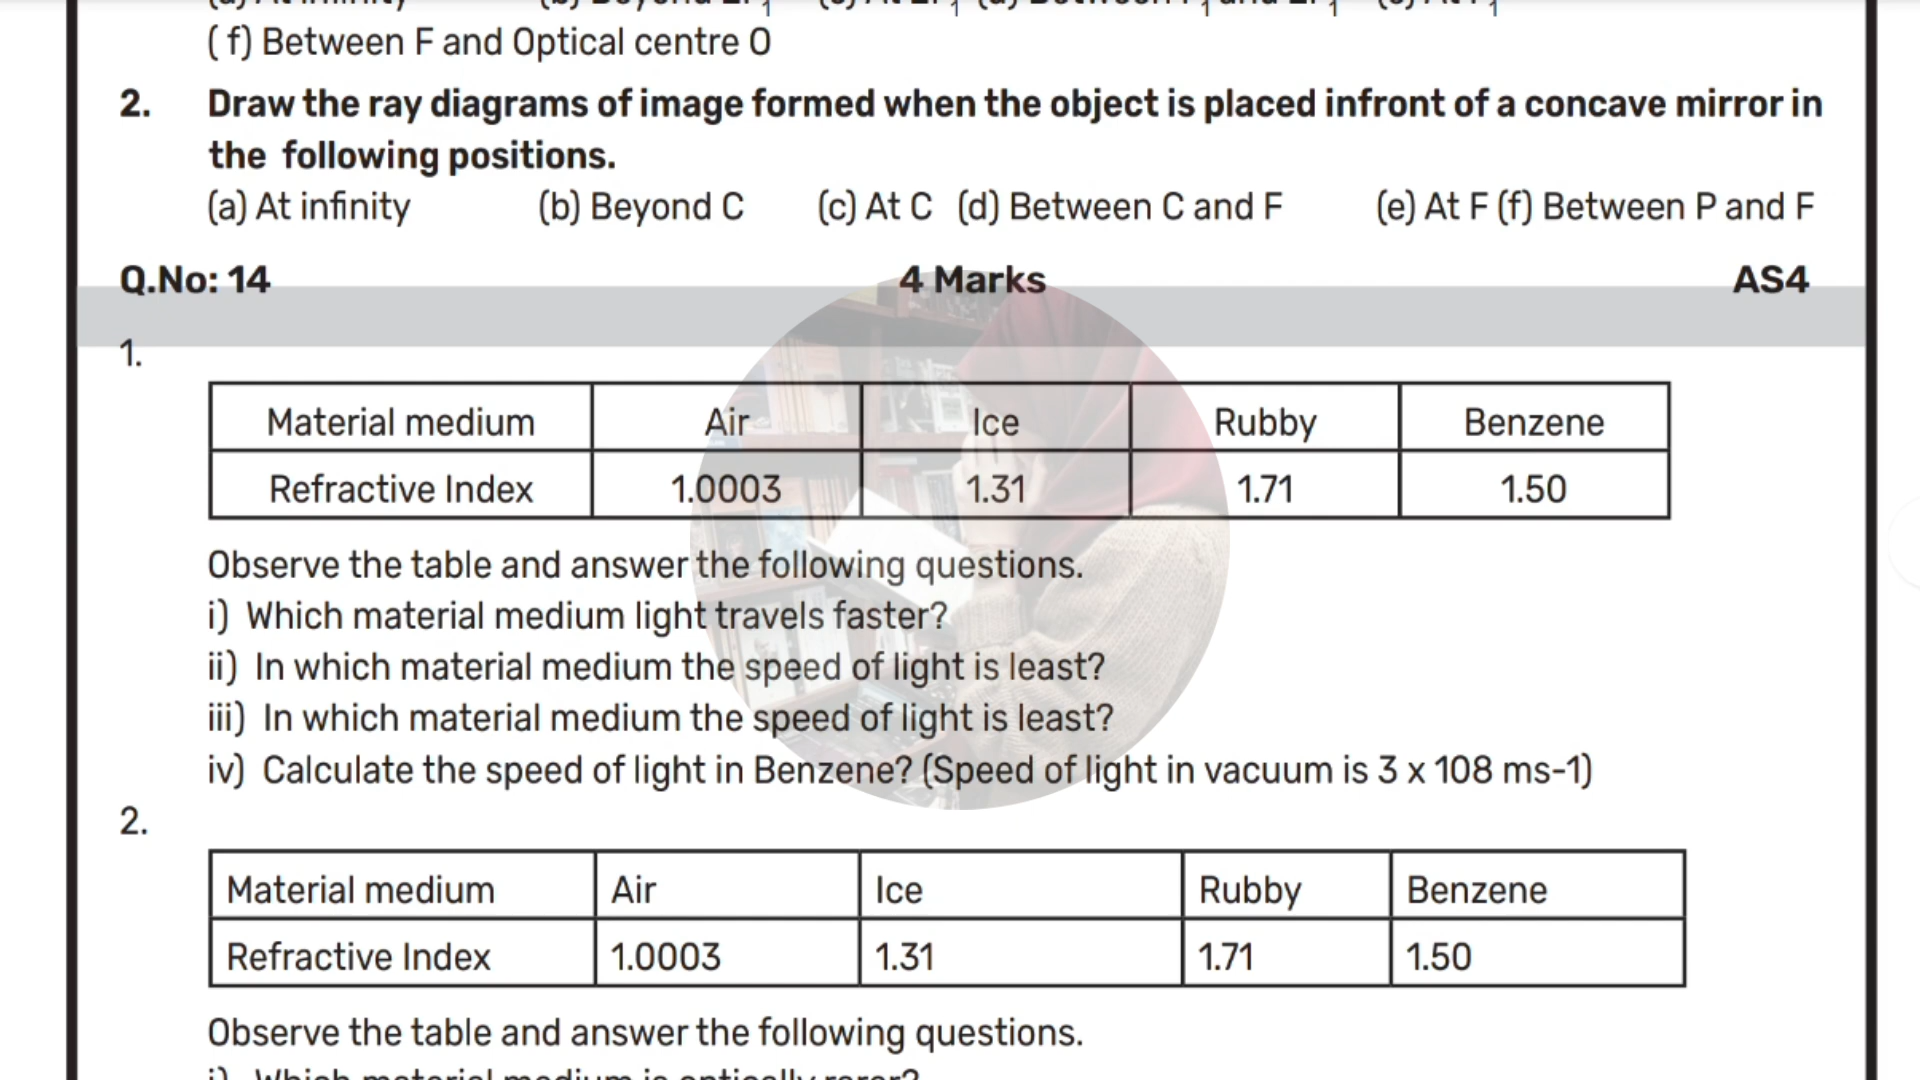 ( f) Between F and Optical centre O
2. Draw the ray diagrams of image formed when the object is placed infront of a concave mirror in
the following positions.
(a) At infinity (b) Beyond C (c) At C (d) Between C and F (e) At F (f) Between P and F
Q.No: 14 4 Marks AS4
1.
Material medium Air Ice Rubby Benzene
Refractive Index 1.0003 1.31 1.71 1.50
Observe the table and answer the following questions.
i) Which material medium light travels faster?
ii) In which material medium the speed of light is least?
iii) In which material medium the speed of light is least?
iv) Calculate the speed of light in Benzene? (Speed of light in vacuum is 3 x 108 ms-1)
2.
Material medium Air Ice Rubby Benzene
Refractive Index 1.0003 1.31 1.71 1.50
Observe the table and answer the following questions.
i) Which material medium is optically rarer?